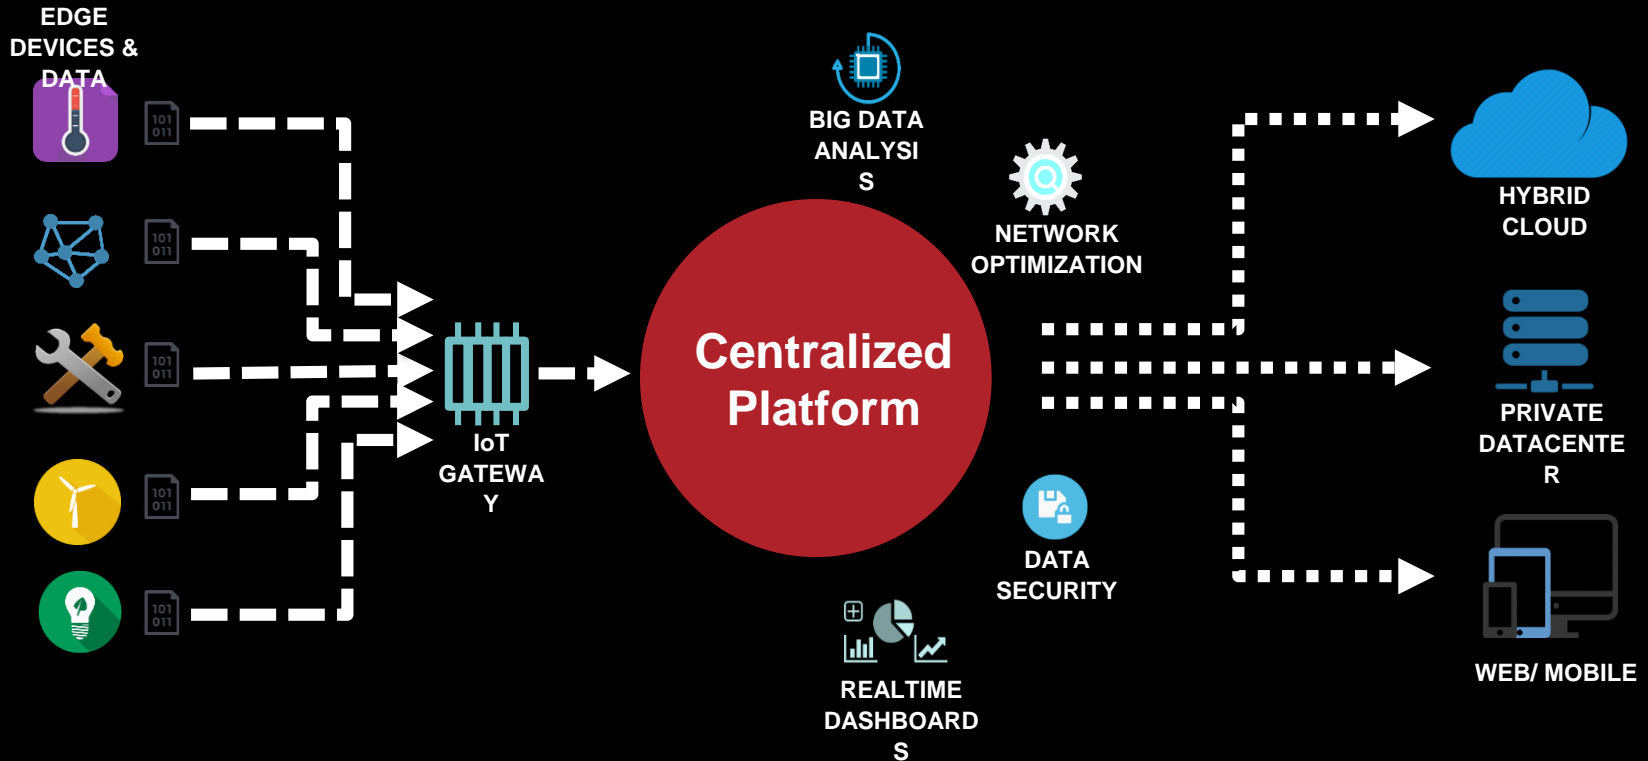 EDGE
DEVICES &
DATA
101
011
101
011
101
011
101
011
101
011
IoT
GATEWA
Y
Centralized
Platform
BIG DATA
ANALYSI
S
NETWORK
OPTIMIZATION
DATA
SECURITY
REALTIME
DASHBOARD
S
HYBRID
CLOUD
PRIVATE
DATACENTE
R
WEB/ MOBILE